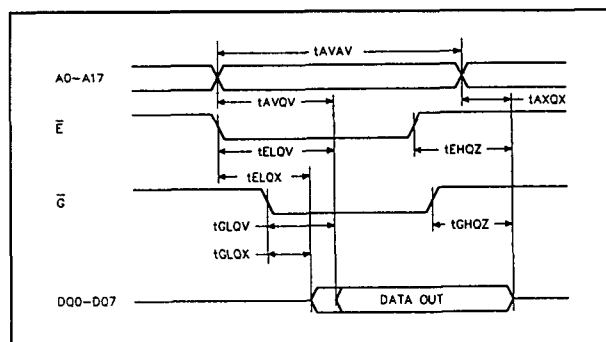 tAVAV
A0-A17
tAVQV
tAXQX
E
tELQV
tEHQZ
tELQX
G
tGLQV
tGHQZ
tGLQX
DQ0-DQ7
DATA OUT